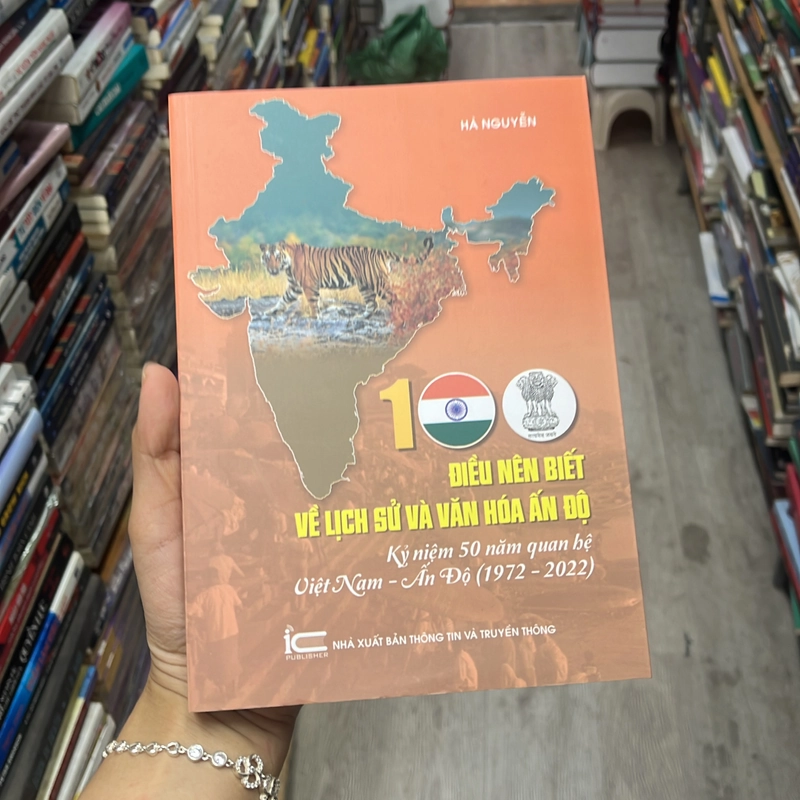 HÀ NGUYỄN
100
ĐIỀU NÊN BIẾT
VỀ LỊCH SỬ VÀ VĂN HÓA ẤN ĐỘ
Kỷ niệm 50 năm quan hệ
Việt Nam - Ấn Độ (1972 - 2022)
iC
PUBLISHER
NHÀ XUẤT BẢN THÔNG TIN VÀ TRUYỀN THÔNG